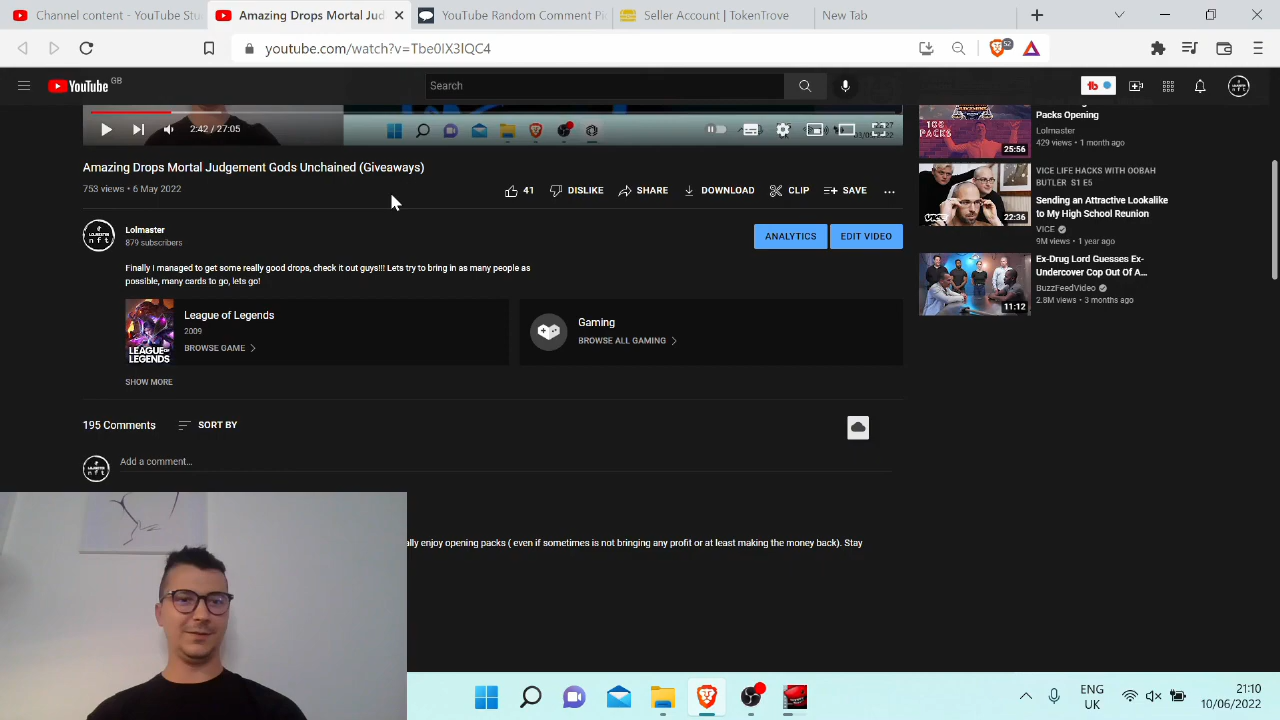 Channel content - YouTube Stu
Amazing Drops Mortal Jud
YouTube Random Comment Pi
Seller Account | TokenTrove
New Tab
youtube.com/watch?v=Tbe0IX3IQC4
52
YouTube GB
Search
2:42 / 27:05
Amazing Drops Mortal Judgement Gods Unchained (Giveaways)
753 views • 6 May 2022
41
DISLIKE
SHARE
DOWNLOAD
CLIP
SAVE
Lolmaster
879 subscribers
ANALYTICS
EDIT VIDEO
Finally I managed to get some really good drops, check it out guys!!! Lets try to bring in as many people as
possible, many cards to go, lets go!
LEAGUE OF
LEGENDS
League of Legends
2009
BROWSE GAME
Gaming
BROWSE ALL GAMING
SHOW MORE
195 Comments
SORT BY
Add a comment...
ally enjoy opening packs ( even if sometimes is not bringing any profit or at least making the money back). Stay
JUDGEMENT
PACKS
25:56
Packs Opening
Lolmaster
429 views • 1 month ago
VICE
22:36
VICE LIFE HACKS WITH OOBAH
BUTLER S1 E5
Sending an Attractive Lookalike
to My High School Reunion
VICE
9M views • 1 year ago
11:12
Ex-Drug Lord Guesses Ex-
Undercover Cop Out Of A...
BuzzFeedVideo
2.8M views • 3 months ago
ENG
UK
21:10
10/06/2022